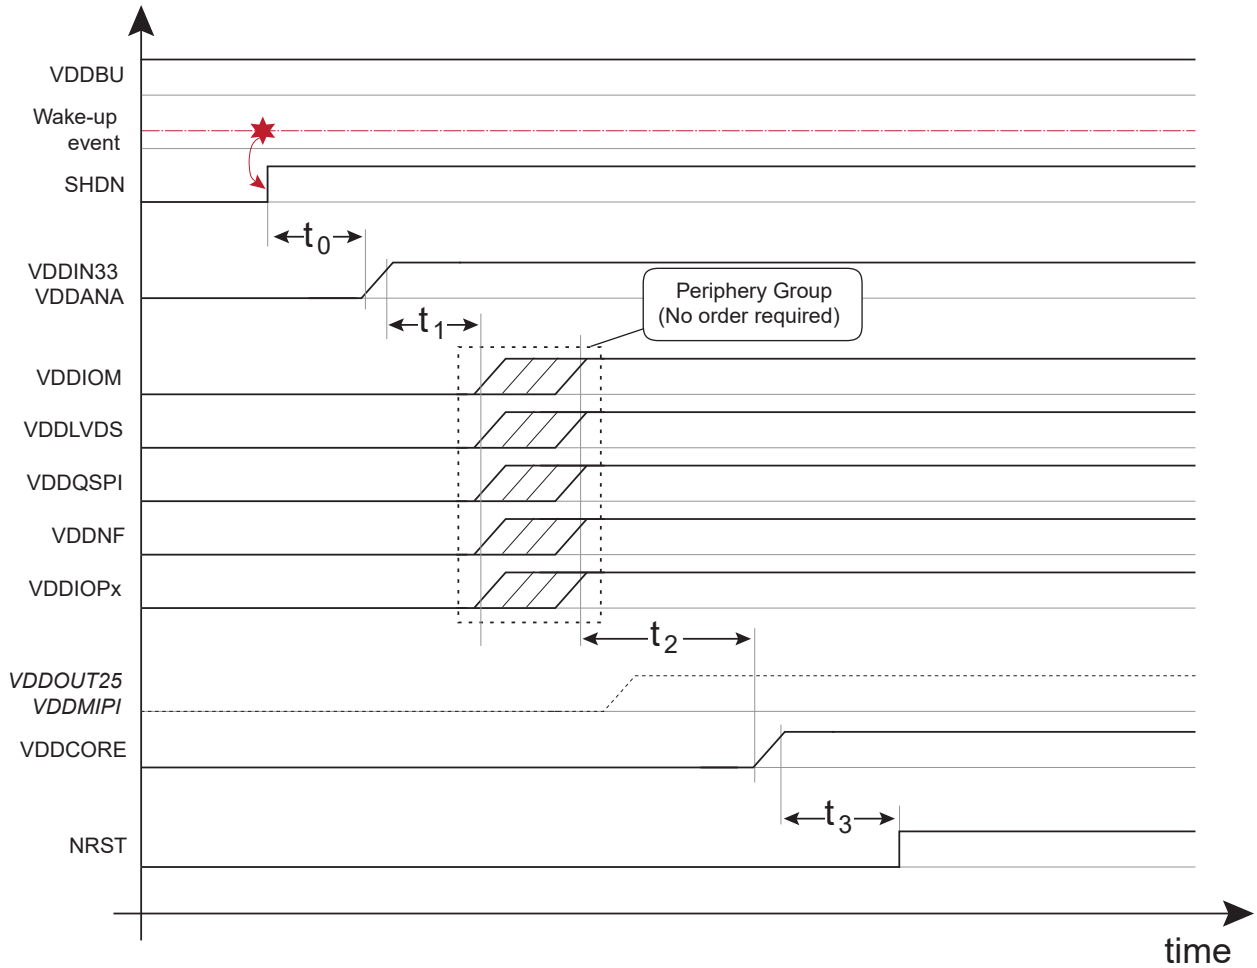 VDDBU
Wake-up
event
SHDN
t0
VDDIN33
VDDANA
Periphery Group
(No order required)
t1
VDDIOM
VDDLVDS
VDDQSPI
VDDNF
VDDIOPx
t2
VDDOUT25
VDDMIPI
VDDCORE
t3
NRST
time